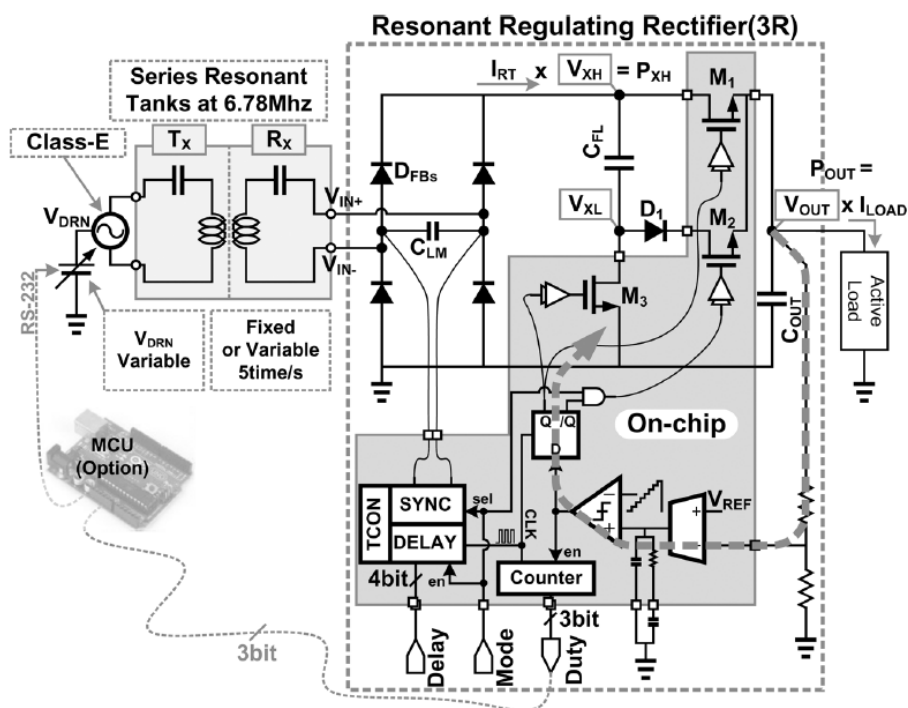 Resonant Regulating Rectifier(3R)
Series Resonant
Tanks at 6.78Mhz
Class-E
TX
RX
IRT x VXH = PXH
M1
DFBs
CFL
POUT =
VDRN
VIN+
VXL
D1
M2
VOUT x ILOAD
CLM
VIN-
RS-232
M3
COUT
Active
Load
VDRN
Variable
Fixed
or Variable
5time/s
On-chip
Q /Q
D
MCU
(Option)
TCON
SYNC
DELAY
sel
CLK
VREF
+
-
-
+
4bit
en
en
Counter
3bit
3bit
Delay
Mode
Duty